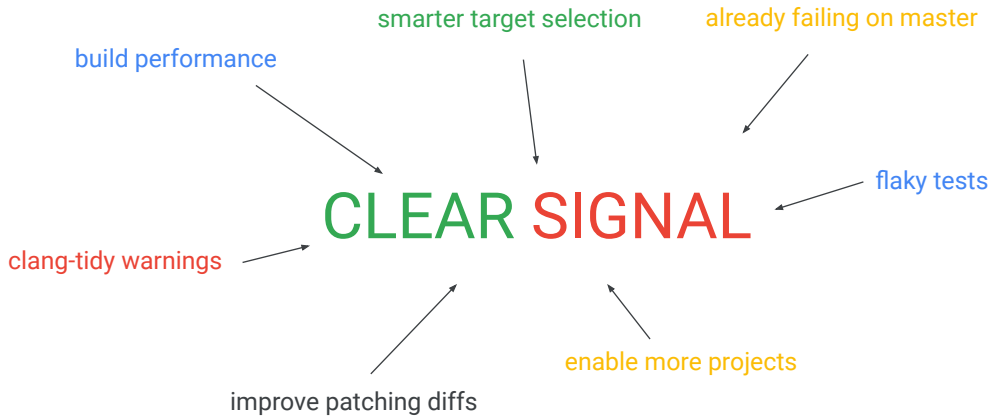 smarter target selection
already failing on master
build performance
flaky tests
CLEAR SIGNAL
clang-tidy warnings
enable more projects
improve patching diffs